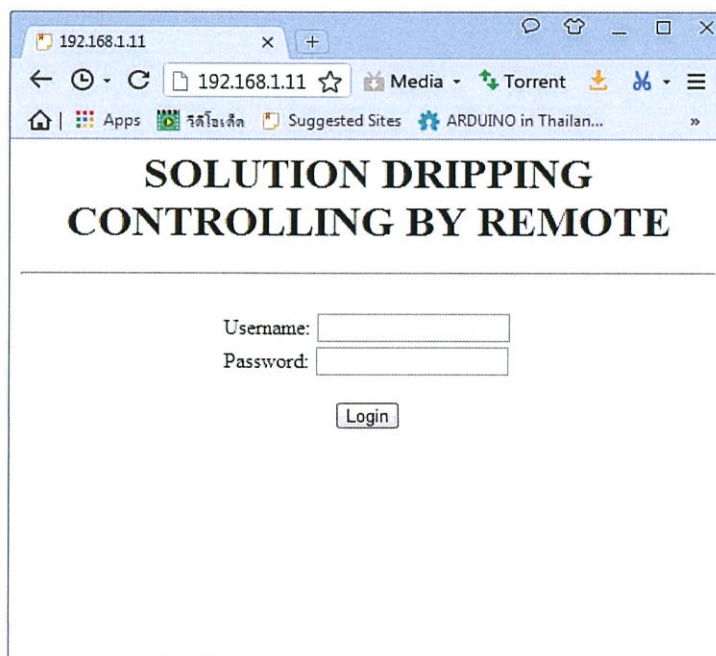 192.168.1.11
192.168.1.11 Media Torrent
Apps วิดีโอเด็ด Suggested Sites ARDUINO in Thailan... »
SOLUTION DRIPPING
CONTROLLING BY REMOTE
Username:
Password:
Login